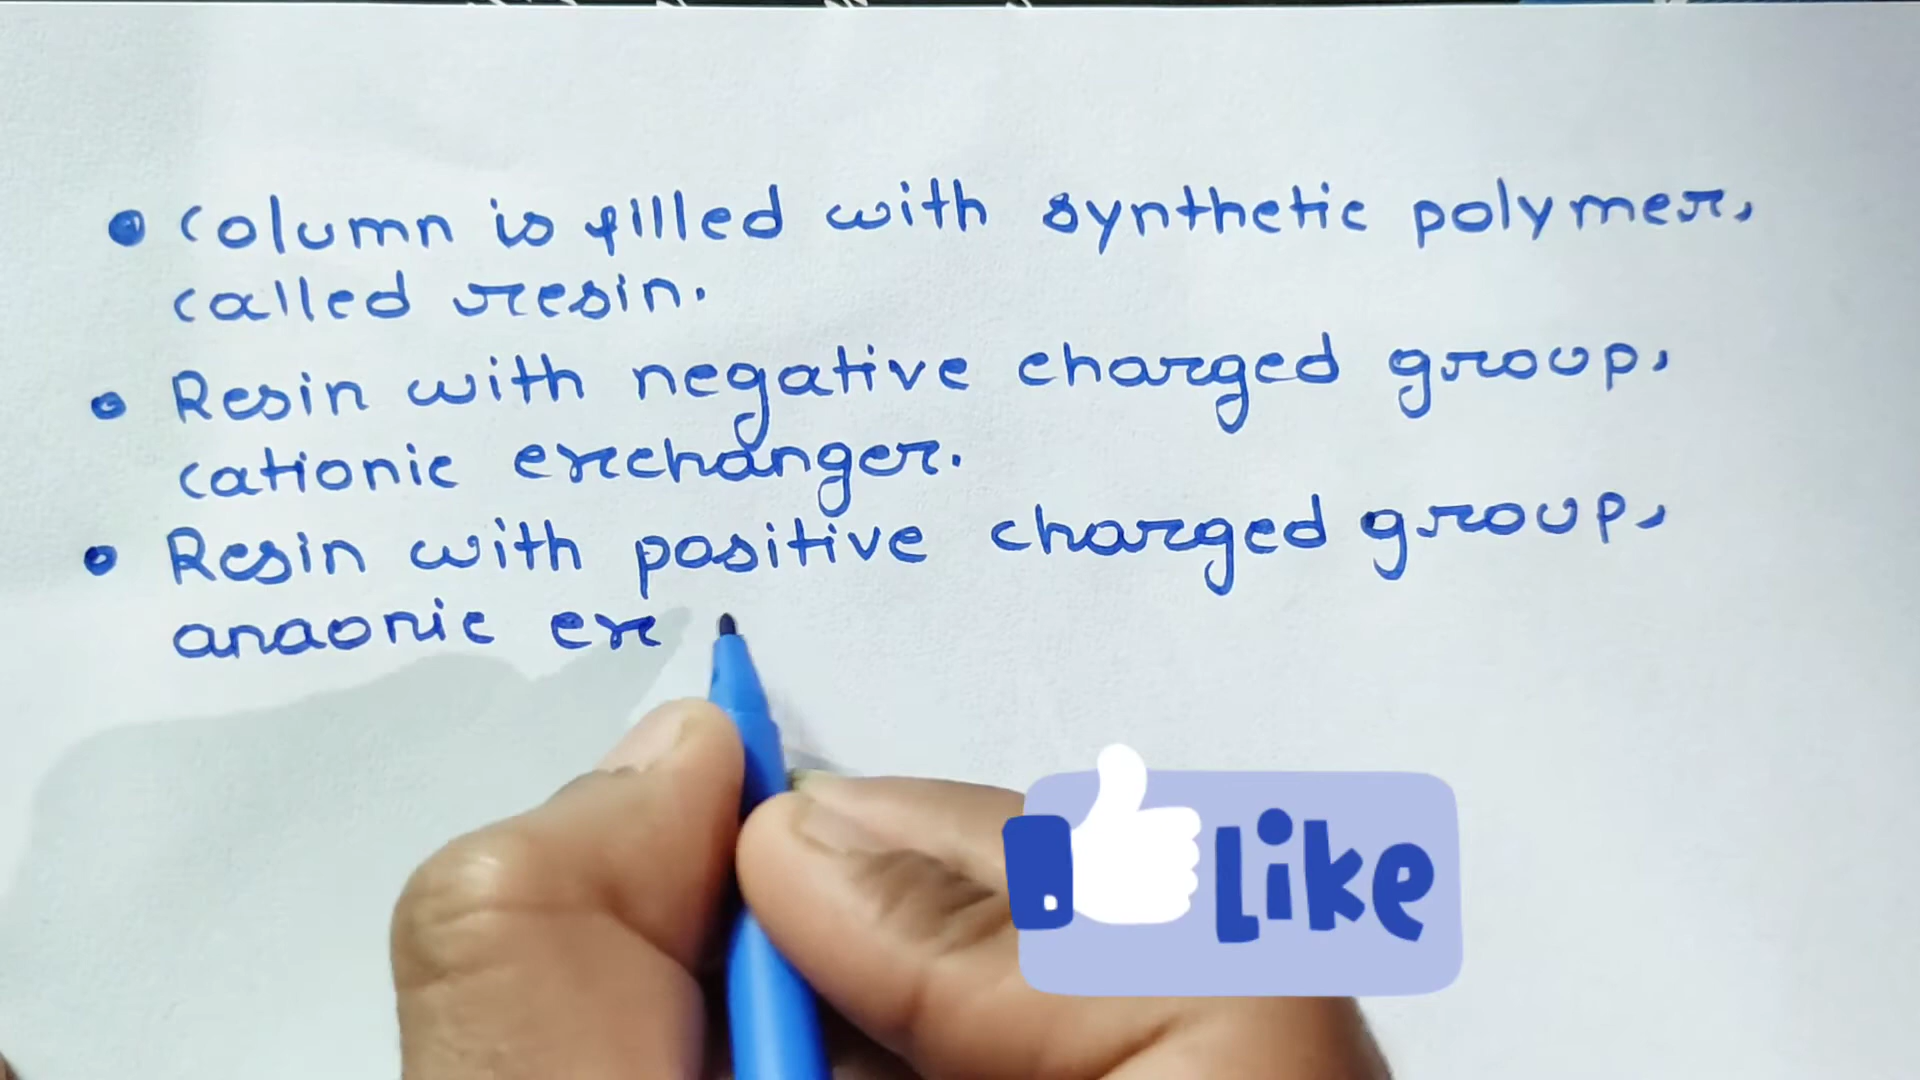 • Column is filled with synthetic polymer,
called resin.
• Resin with negative charged group,
cationic exchanger.
• Resin with positive charged group,
anaonic ex
Like